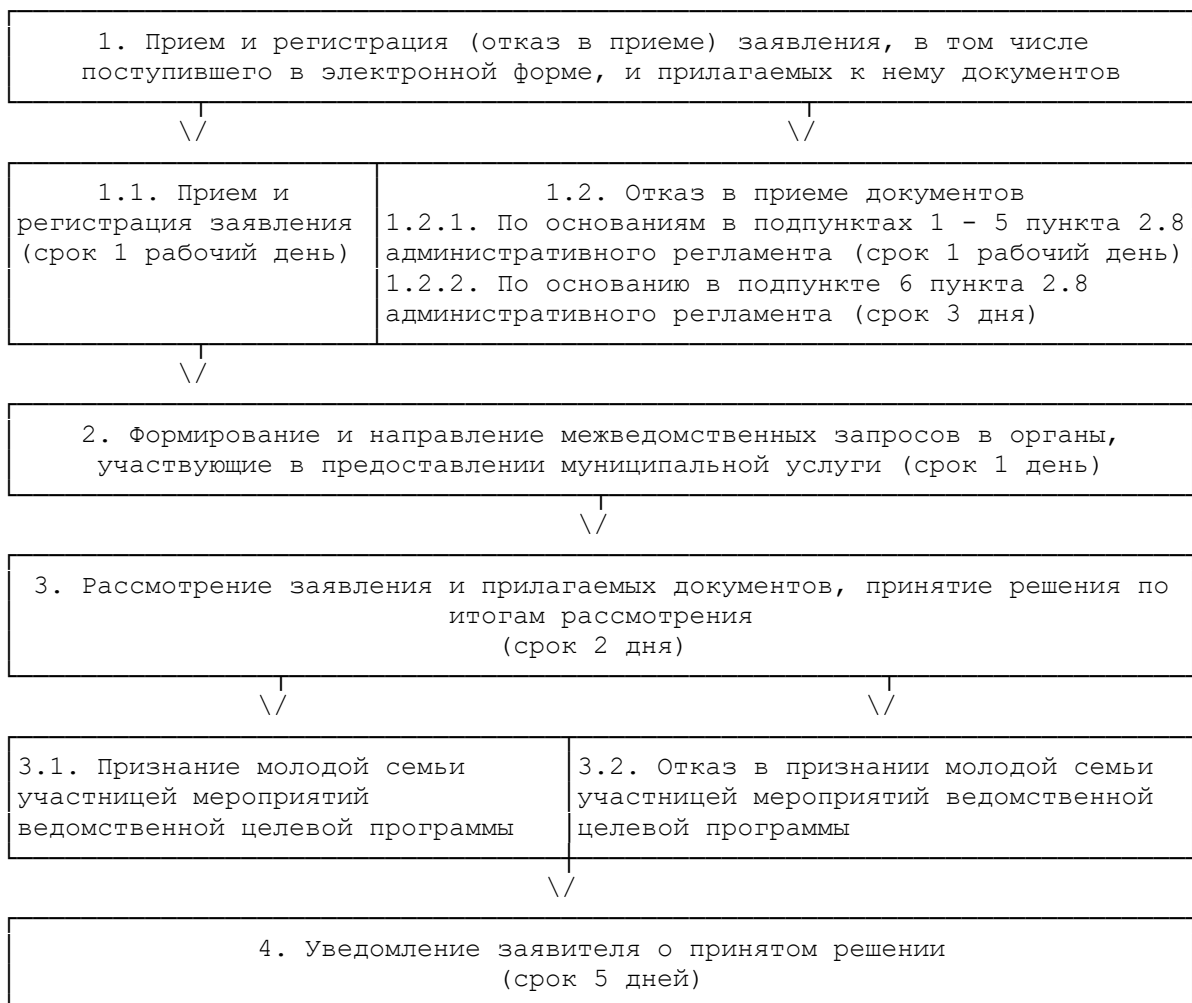 1. Прием и регистрация (отказ в приеме) заявления, в том числе
поступившего в электронной форме, и прилагаемых к нему документов
\/ \/
1.1. Прием и
регистрация заявления
(срок 1 рабочий день)
1.2. Отказ в приеме документов
1.2.1. По основаниям в подпунктах 1 - 5 пункта 2.8
административного регламента (срок 1 рабочий день)
1.2.2. По основанию в подпункте 6 пункта 2.8
административного регламента (срок 3 дня)
\/
2. Формирование и направление межведомственных запросов в органы,
участвующие в предоставлении муниципальной услуги (срок 1 день)
\/
3. Рассмотрение заявления и прилагаемых документов, принятие решения по
итогам рассмотрения
(срок 2 дня)
\/ \/
3.1. Признание молодой семьи
участницей мероприятий
ведомственной целевой программы
3.2. Отказ в признании молодой семьи
участницей мероприятий ведомственной
целевой программы
\/
4. Уведомление заявителя о принятом решении
(срок 5 дней)